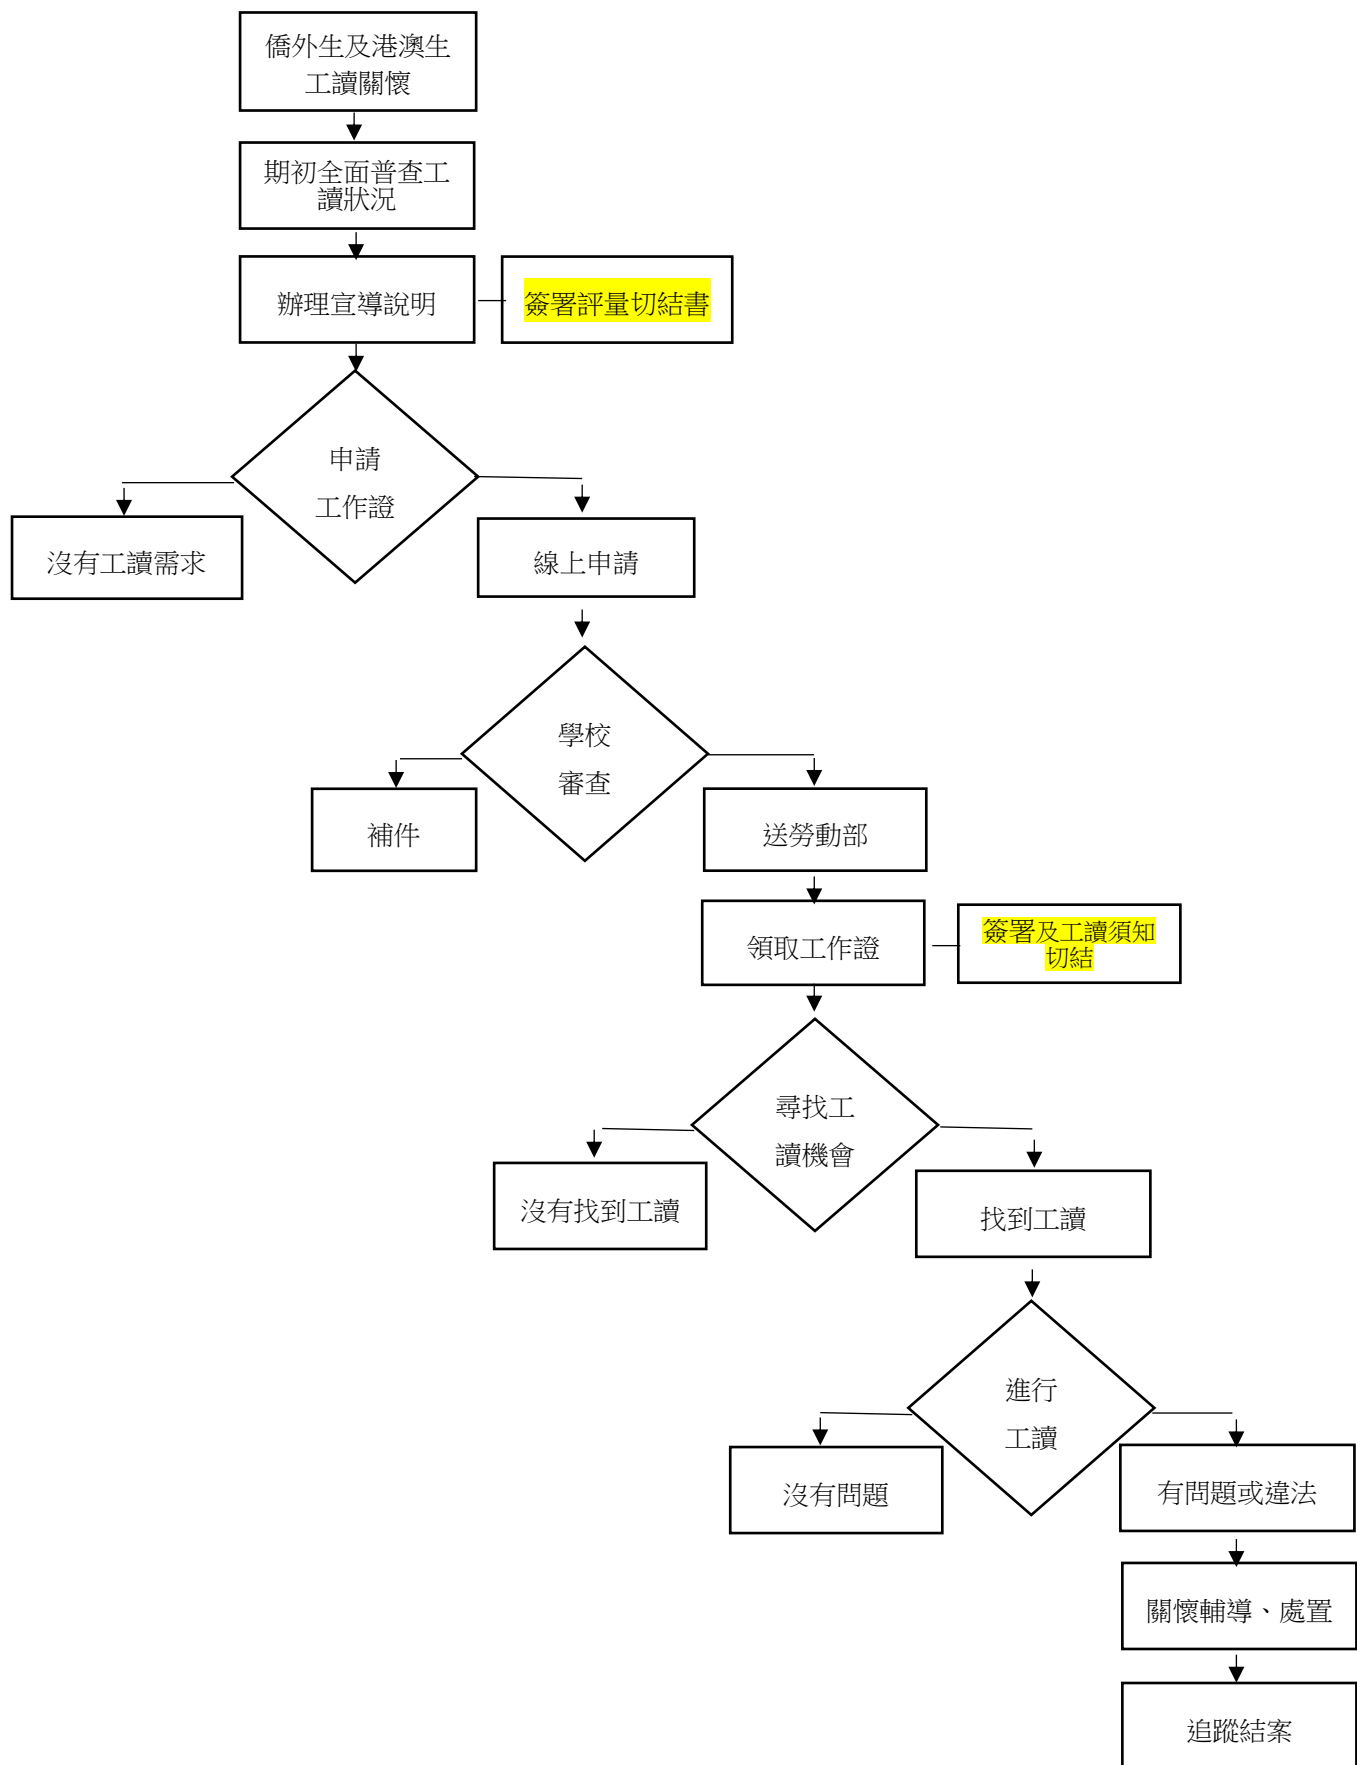 僑外生及港澳生
工讀關懷
期初全面普查工
讀狀況
辦理宣導說明
簽署評量切結書
申請
工作證
沒有工讀需求
線上申請
學校
審查
補件
送勞動部
領取工作證
簽署及工讀須知
切結
尋找工
讀機會
沒有找到工讀
找到工讀
進行
工讀
沒有問題
有問題或違法
關懷輔導、處置
追蹤結案